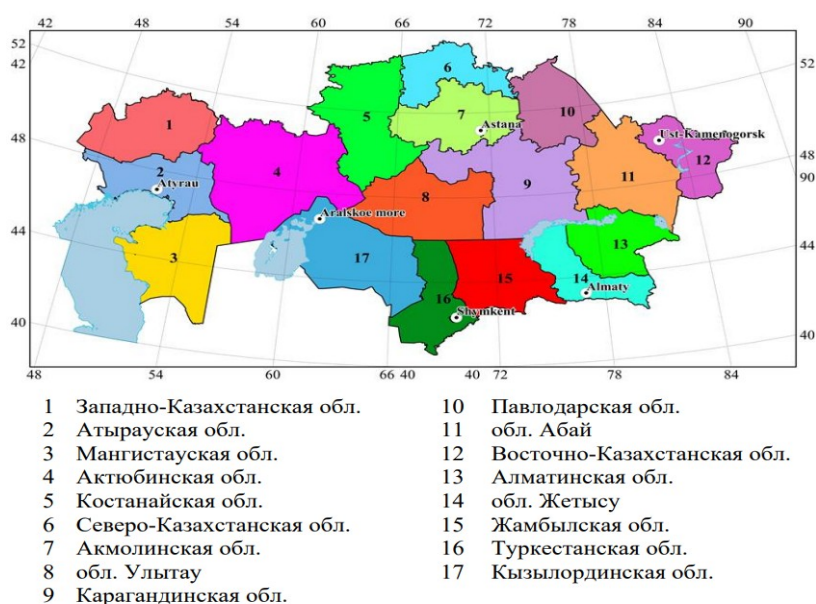 42 48 54 60 66 72 78 84 90
52
42
52
6
5
7
10
1
Astana
Ust-Kamenogorsk
48
12
48
90
4
2
11
Atyrau
8
9
Aralskoe more
44
13
44
3
17
15
14
Almaty
16
Shymkent
40
40
48 54 60 66 40 40 72 78 84
1 Западно-Казахстанская обл.
2 Атырауская обл.
3 Мангистауская обл.
4 Актюбинская обл.
5 Костанайская обл.
6 Северо-Казахстанская обл.
7 Акмолинская обл.
8 обл. Улытау
9 Карагандинская обл.
10 Павлодарская обл.
11 обл. Абай
12 Восточно-Казахстанская обл.
13 Алматинская обл.
14 обл. Жетысу
15 Жамбылская обл.
16 Туркестанская обл.
17 Кызылординская обл.